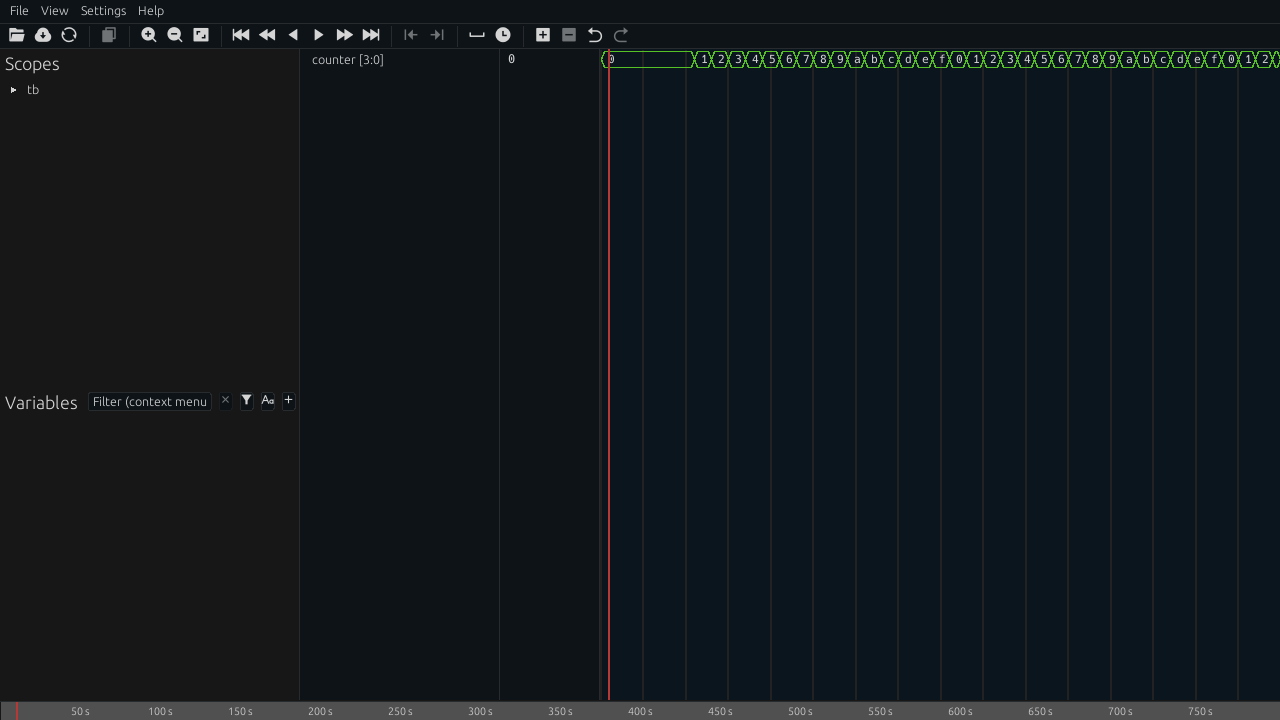 File View Settings Help
Scopes
counter [3:0]
0
0 1 2 3 4 5 6 7 8 9 a b c d e f 0 1 2 3 4 5 6 7 8 9 a b c d e f 0 1 2
tb
Variables Filter (context menu × Aa +
50 s 100 s 150 s 200 s 250 s 300 s 350 s 400 s 450 s 500 s 550 s 600 s 650 s 700 s 750 s